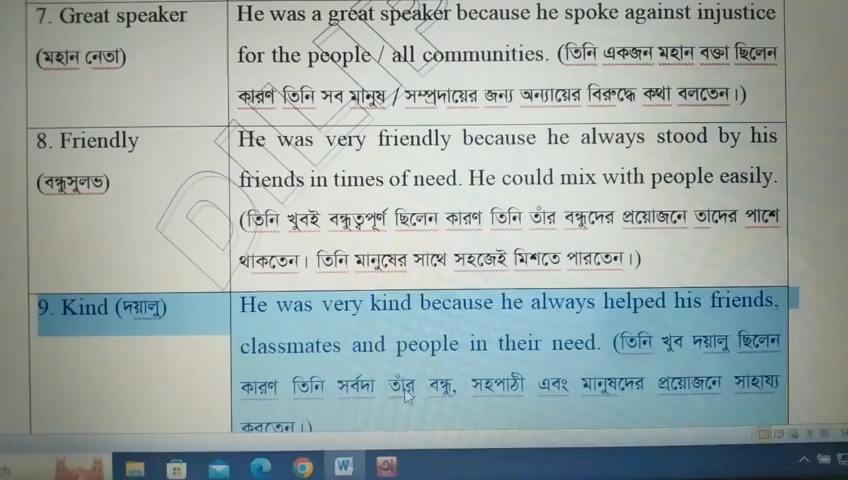 7. Great speaker
(মহান নেতা)
He was a great speaker because he spoke against injustice
for the people / all communities. (তিনি একজন মহান বক্তা ছিলেন
কারণ তিনি সব মানুষ / সম্প্রদায়ের জন্য অন্যায়ের বিরুদ্ধে কথা বলতেন।)
8. Friendly
(বন্ধুসুলভ)
He was very friendly because he always stood by his
friends in times of need. He could mix with people easily.
(তিনি খুবই বন্ধুত্বপূর্ণ ছিলেন কারণ তিনি তাঁর বন্ধুদের প্রয়োজনে তাদের পাশে
থাকতেন। তিনি মানুষের সাথে সহজেই মিশতে পারতেন।)
9. Kind (দয়ালু)
He was very kind because he always helped his friends,
classmates and people in their need. (তিনি খুব দয়ালু ছিলেন
কারণ তিনি সর্বদা তাঁর বন্ধু, সহপাঠী এবং মানুষদের প্রয়োজনে সাহায্য
করতেন।)